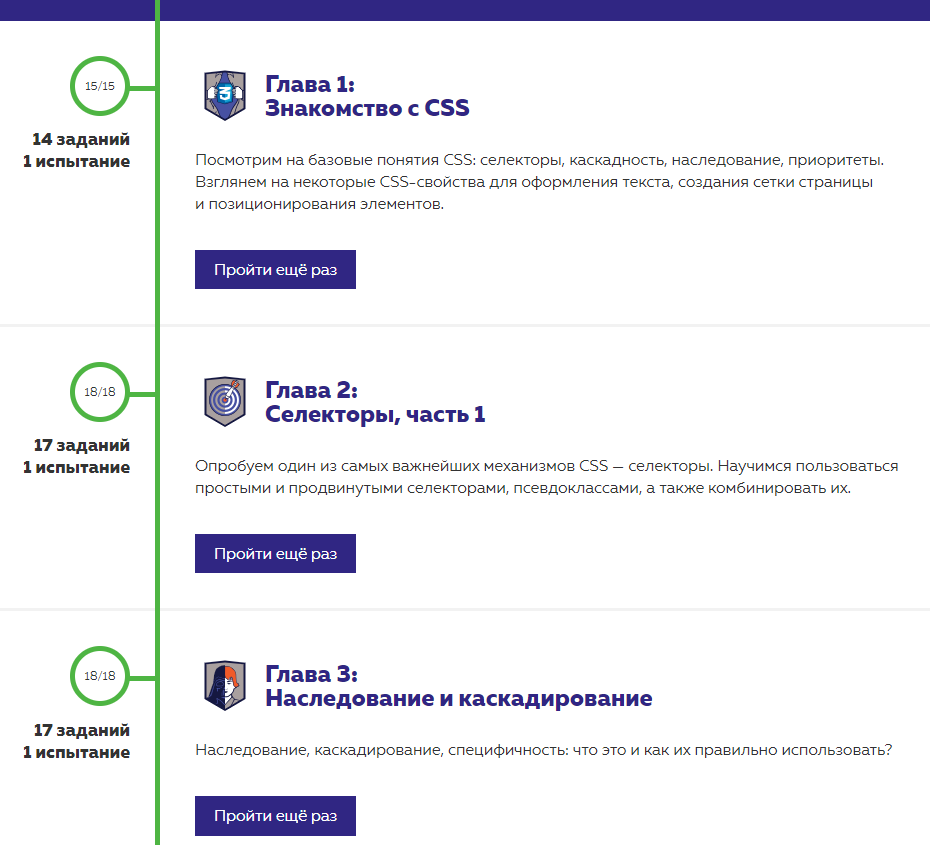 15/15
14 заданий
1 испытание
3
Глава 1:
Знакомство с CSS
Посмотрим на базовые понятия CSS: селекторы, каскадность, наследование, приоритеты.
Взглянем на некоторые CSS-свойства для оформления текста, создания сетки страницы
и позиционирования элементов.
Пройти ещё раз
18/18
17 заданий
1 испытание
Глава 2:
Селекторы, часть 1
Опробуем один из самых важнейших механизмов CSS — селекторы. Научимся пользоваться
простыми и продвинутыми селекторами, псевдоклассами, а также комбинировать их.
Пройти ещё раз
18/18
17 заданий
1 испытание
Глава 3:
Наследование и каскадирование
Наследование, каскадирование, специфичность: что это и как их правильно использовать?
Пройти ещё раз